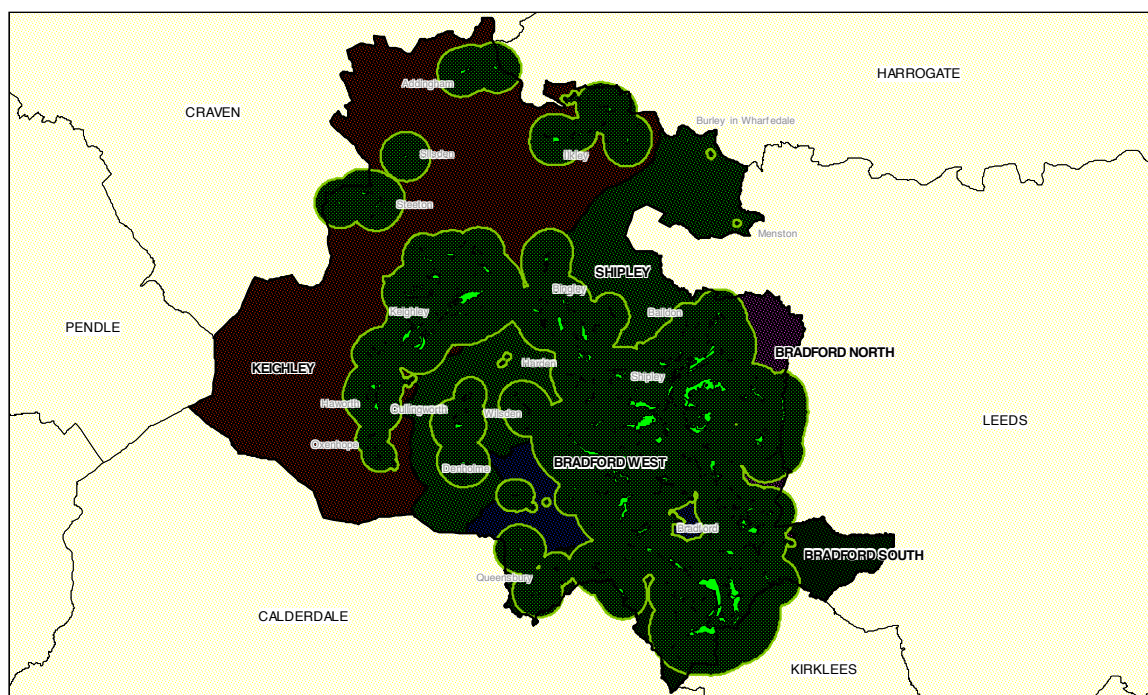 HARROGATE
Addingham
CRAVEN
Burley in Wharfedale
Silsden
Ilkley
Steeton
Menston
SHIPLEY
Bingley
Keighley
Baildon
PENDLE
BRADFORD NORTH
Harden
KEIGHLEY
Shipley
Haworth
Cullingworth
Wilsden
LEEDS
Oxenhope
BRADFORD WEST
Denholme
Bradford
BRADFORD SOUTH
Queensbury
CALDERDALE
KIRKLEES